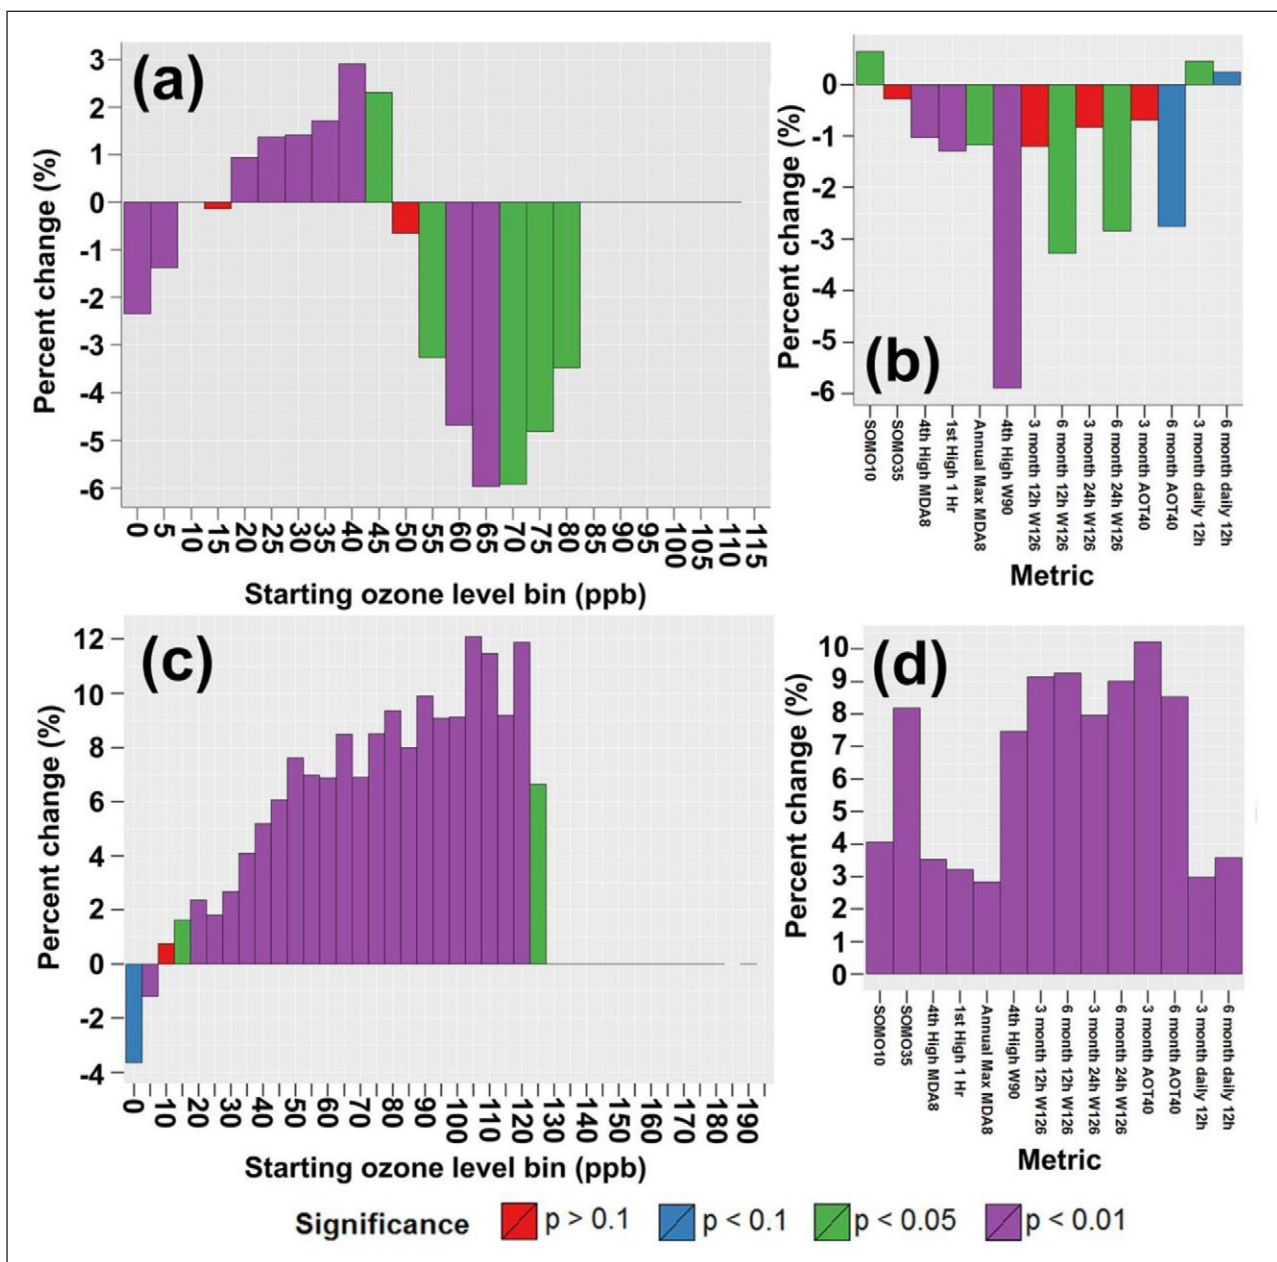 (a)
3
2
1
0
-1
-2
-3
-4
-5
-6
Percent change (%)
0 5 10 15 20 25 30 35 40 45 50 55 60 65 70 75 80 85 90 95 100 105 115
Starting ozone level bin (ppb)
(b)
0
-1
-2
-3
-4
-5
-6
Percent change (%)
SOMO10
SOMO35
4th High MDA8
1st High 1 Hr
Annual Max MDA8
4th High W90
3 month 12h W126
6 month 12h W126
3 month 24h W126
6 month 24h W126
3 month AOT40
6 month AOT40
3 month daily 12h
6 month daily 12h
Metric
(c)
12
10
8
6
4
2
0
-2
-4
Percent change (%)
0 10 20 30 40 50 60 70 80 90 100 110 120 130 140 150 160 170 180 190
Starting ozone level bin (ppb)
(d)
10
9
8
7
6
5
4
3
2
1
0
Percent change (%)
SOMO10
SOMO35
4th High MDA8
1st High 1 Hr
Annual Max MDA8
4th High W90
3 month 12h W126
6 month 12h W126
3 month 24h W126
6 month 24h W126
3 month AOT40
6 month AOT40
3 month daily 12h
6 month daily 12h
Metric
Significance p > 0.1 p < 0.1 p < 0.05 p < 0.01